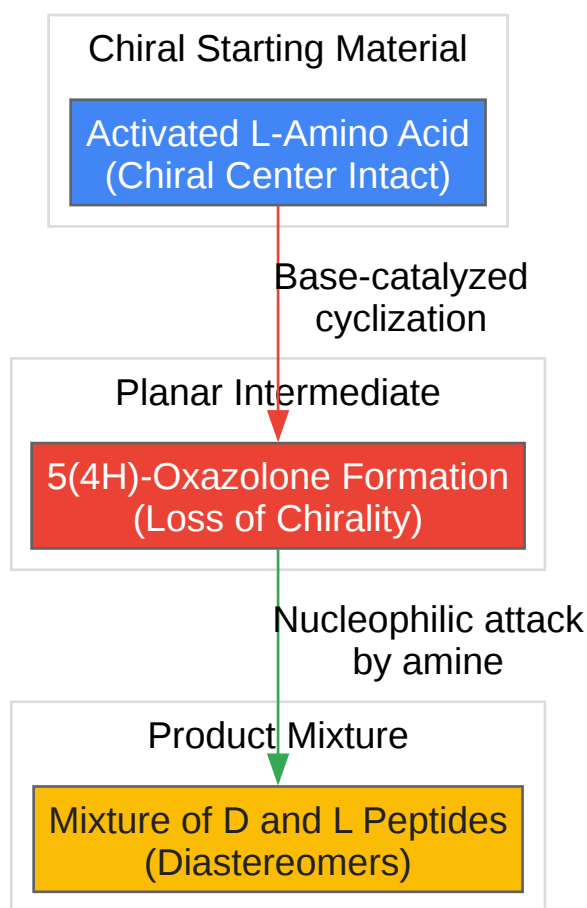 Chiral Starting Material
Activated L-Amino Acid
(Chiral Center Intact)
Base-catalyzed
cyclization
Planar Intermediate
5(4H)-Oxazolone Formation
(Loss of Chirality)
Nucleophilic attack
by amine
Product Mixture
Mixture of D and L Peptides
(Diastereomers)